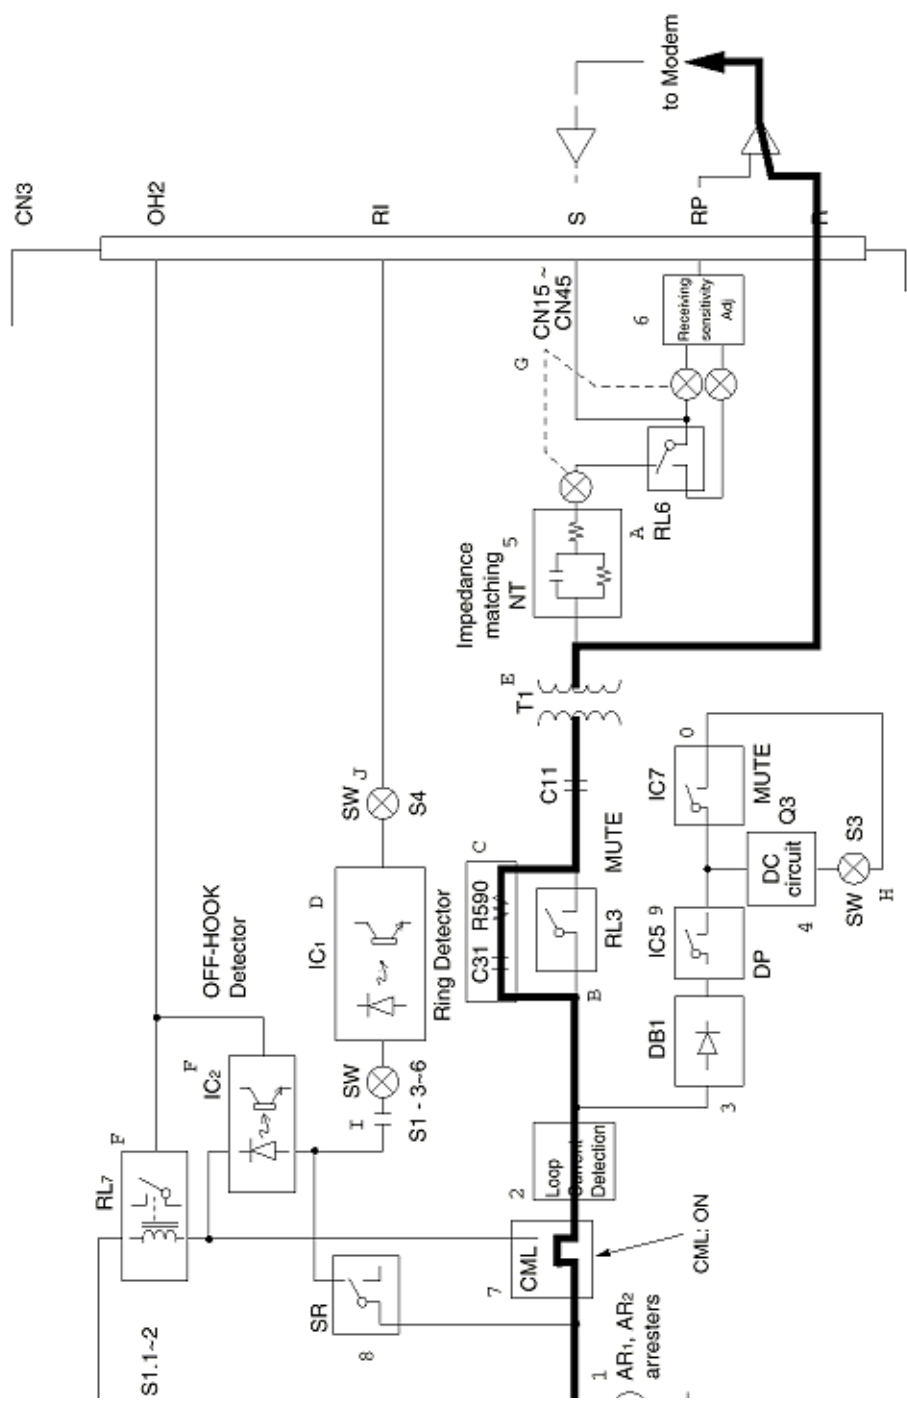 CN3
OH2
RI
S
RP
R
to Modem
CN15 ~
CN45
G
6
Receiving
sensitivity
Adj
A
RL6
Impedance
matching
NT
5
E
T1
C11
J
SW
S4
D
IC1
Ring Detector
OFF-HOOK
Detector
F
IC2
F
RL7
I
SW
S1 - 3~6
C
C31 R590
B
RL3
MUTE
0
IC7
MUTE
Q3
DC
circuit
4
S3
SW
H
IC5 9
DP
DB1
3
2
Loop
Current
Detection
7
CML
CML: ON
SR
8
S1.1~2
1
AR1, AR2
arresters